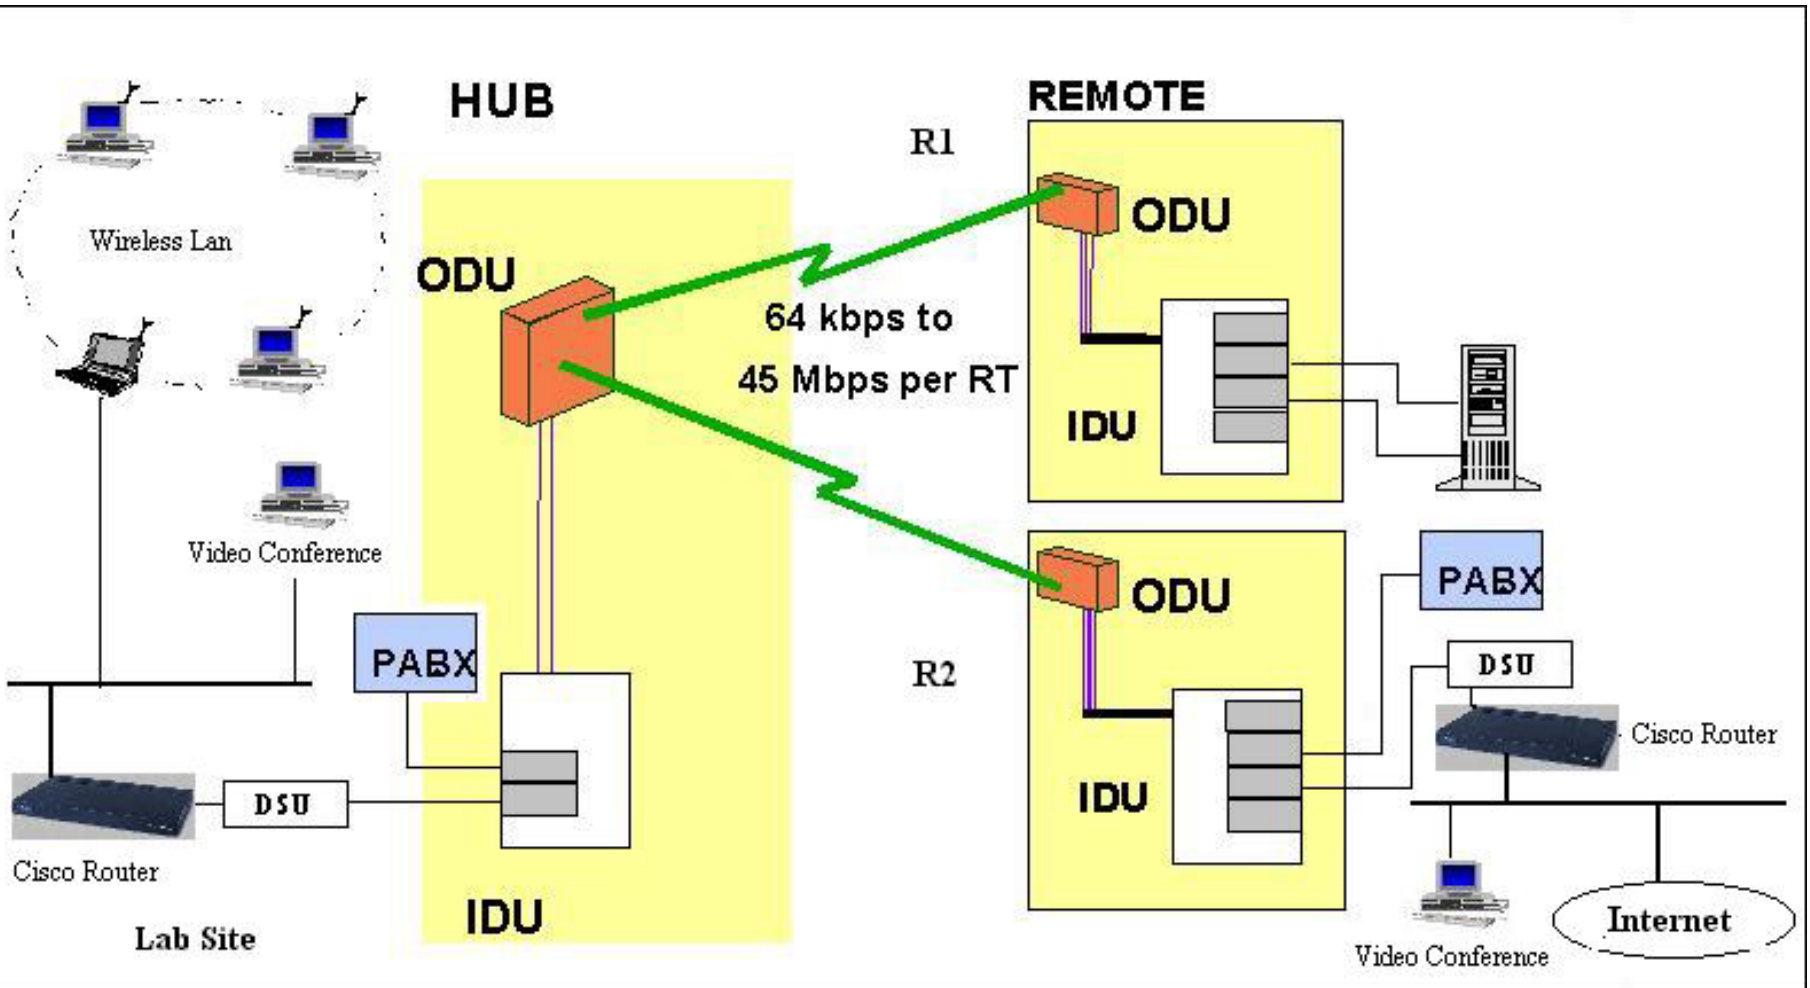 HUB
REMOTE
R1
ODU
Wireless Lan
ODU
64 kbps to
45 Mbps per RT
IDU
Video Conference
PABX
ODU
PABX
R2
DSU
Cisco Router
DSU
IDU
Cisco Router
IDU
Lab Site
Internet
Video Conference